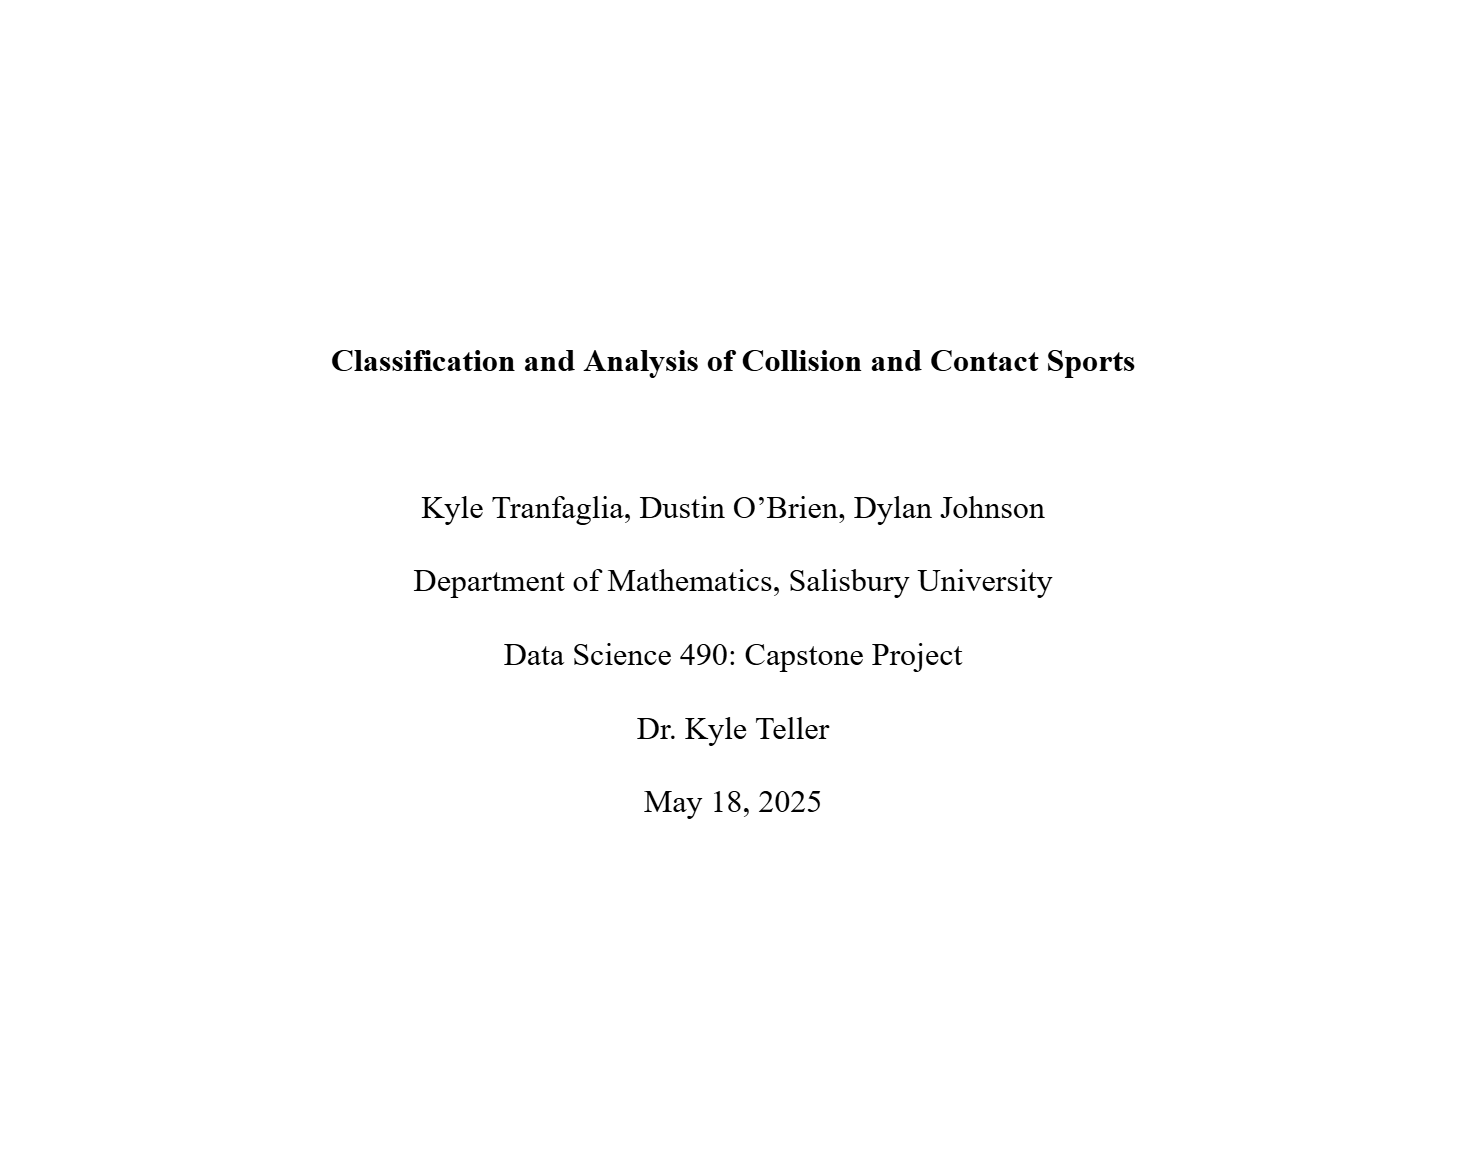 Classification and Analysis of Collision and Contact Sports
Kyle Tranfaglia, Dustin O’Brien, Dylan Johnson
Department of Mathematics, Salisbury University
Data Science 490: Capstone Project
Dr. Kyle Teller
May 18, 2025